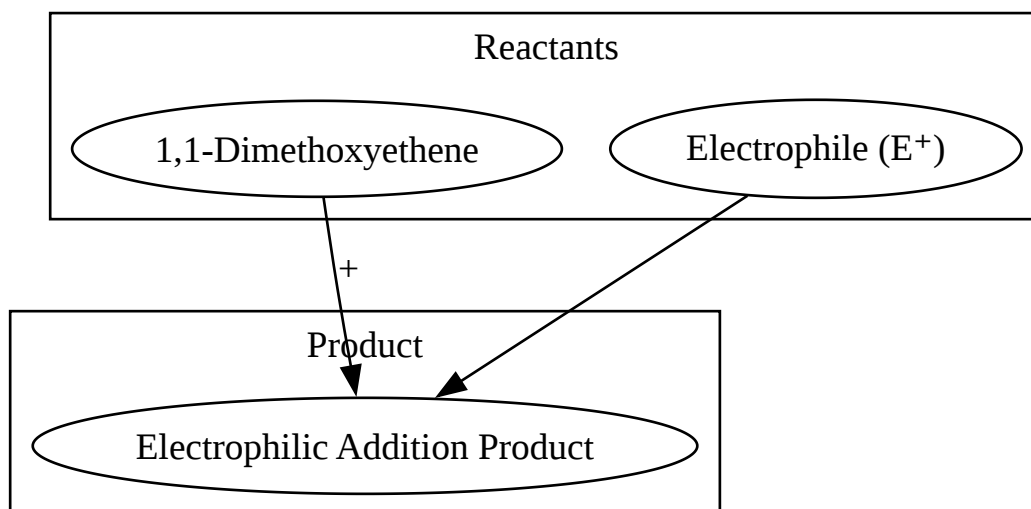 Reactants
1,1-Dimethoxyethene
Electrophile (E⁺)
+
Product
Electrophilic Addition Product